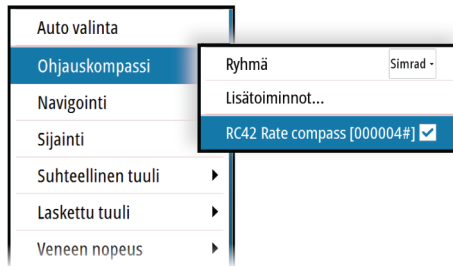 Auto valinta
Ohjauskompassi
Navigointi
Sijainti
Suhteellinen tuuli
Laskettu tuuli
Veneen nopeus
Ryhmä Simrad
Lisätoiminnot...
RC42 Rate compass [000004#]